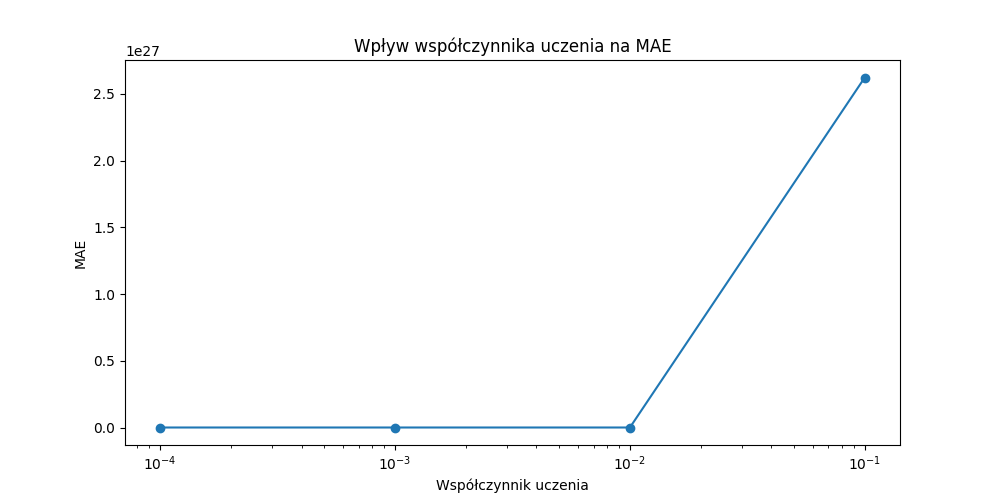 Wpływ współczynnika uczenia na MAE
1e27
2.5
2.0
1.5
1.0
0.5
0.0
MAE
10⁻⁴ 10⁻³ 10⁻² 10⁻¹
Współczynnik uczenia